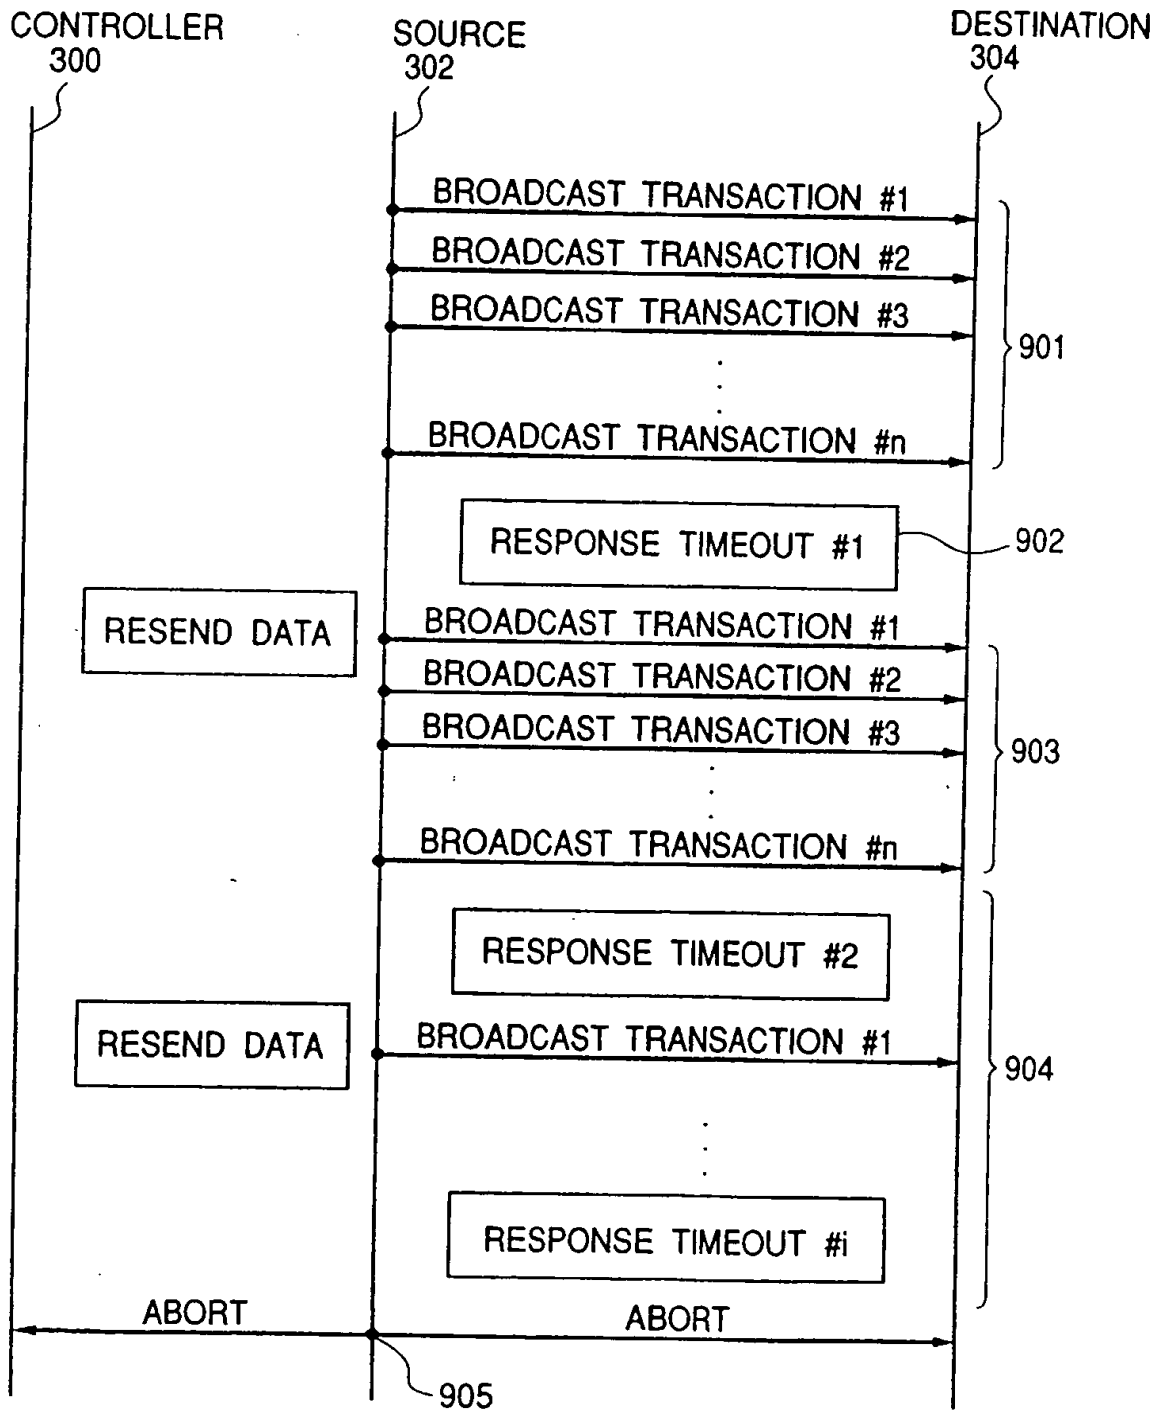 CONTROLLER
300
SOURCE
302
DESTINATION
304
BROADCAST TRANSACTION #1
BROADCAST TRANSACTION #2
BROADCAST TRANSACTION #3
901
BROADCAST TRANSACTION #n
RESPONSE TIMEOUT #1
902
RESEND DATA
BROADCAST TRANSACTION #1
BROADCAST TRANSACTION #2
BROADCAST TRANSACTION #3
903
BROADCAST TRANSACTION #n
RESPONSE TIMEOUT #2
RESEND DATA
BROADCAST TRANSACTION #1
904
RESPONSE TIMEOUT #i
ABORT
ABORT
905